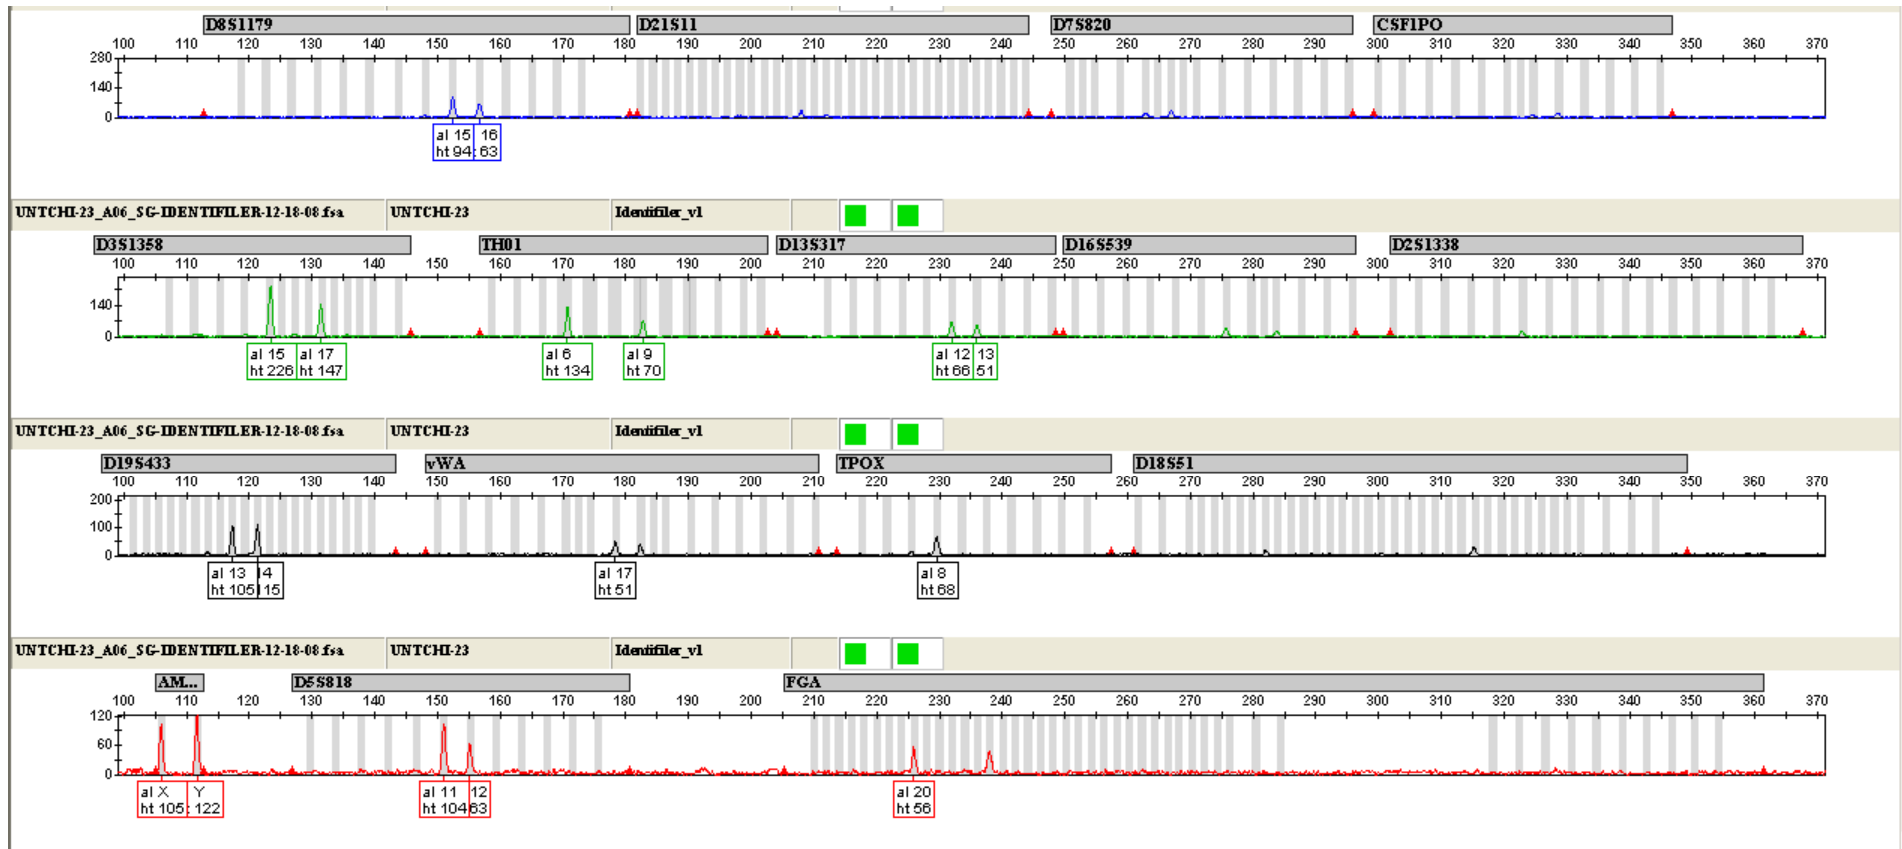 D8S1179 D21S11 D7S820 CSF1PO
100 110 120 130 140 150 160 170 180 190 200 210 220 230 240 250 260 270 280 290 300 310 320 330 340 350 360 370
280
140
0
al 15 16
ht 94 63
UNTCHI-23_A06_SG-IDENTIFILER-12-18-08.fsa UNTCHI-23 Identifiler_v1
D3S1358 TH01 D13S317 D16S539 D2S1338
100 110 120 130 140 150 160 170 180 190 200 210 220 230 240 250 260 270 280 290 300 310 320 330 340 350 360 370
140
0
al 15 al 17 al 6 al 9 al 12 13
ht 226 ht 147 ht 134 ht 70 ht 66 51
UNTCHI-23_A06_SG-IDENTIFILER-12-18-08.fsa UNTCHI-23 Identifiler_v1
D19S433 vWA TPOX D18S51
100 110 120 130 140 150 160 170 180 190 200 210 220 230 240 250 260 270 280 290 300 310 320 330 340 350 360 370
200
100
0
al 13 14 al 17 al 8
ht 105 115 ht 51 ht 68
UNTCHI-23_A06_SG-IDENTIFILER-12-18-08.fsa UNTCHI-23 Identifiler_v1
AM... D5S818 FGA
100 110 120 130 140 150 160 170 180 190 200 210 220 230 240 250 260 270 280 290 300 310 320 330 340 350 360 370
120
60
0
al X Y al 11 12 al 20
ht 105 122 ht 104 63 ht 56